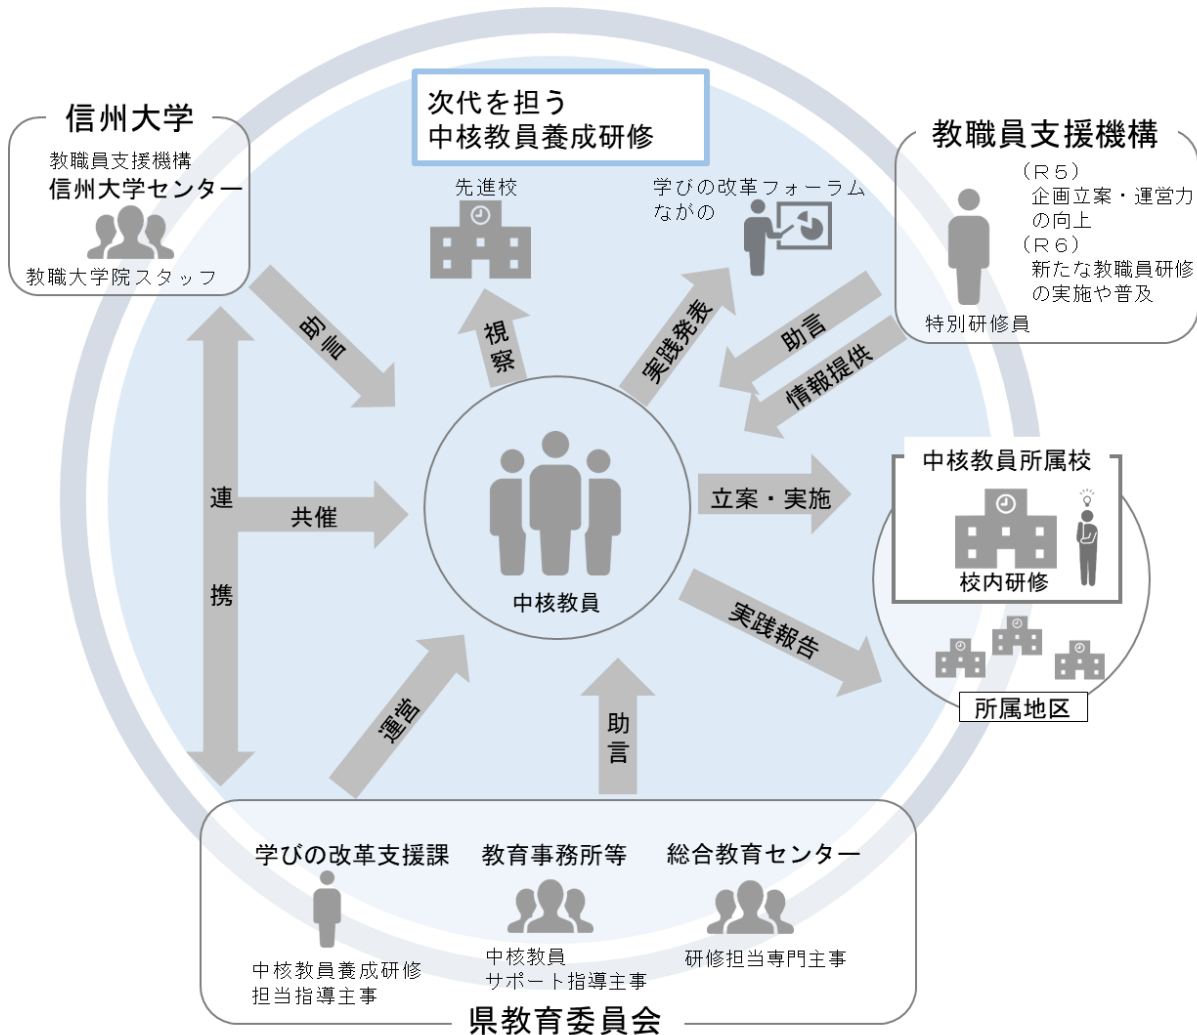 次代を担う
中核教員養成研修
信州大学
教職員支援機構
信州大学センター
教職大学院スタッフ
先進校
学びの改革フォーラム
ながの
教職員支援機構
(R5)
企画立案・運営力
の向上
(R6)
新たな教職員研修
の実施や普及
特別研修員
助言
視察
実践発表
助言
情報提供
連携
共催
中核教員
立案・実施
中核教員所属校
校内研修
実践報告
所属地区
運営
助言
学びの改革支援課
中核教員養成研修
担当指導主事
教育事務所等
中核教員
サポート指導主事
総合教育センター
研修担当専門主事
県教育委員会